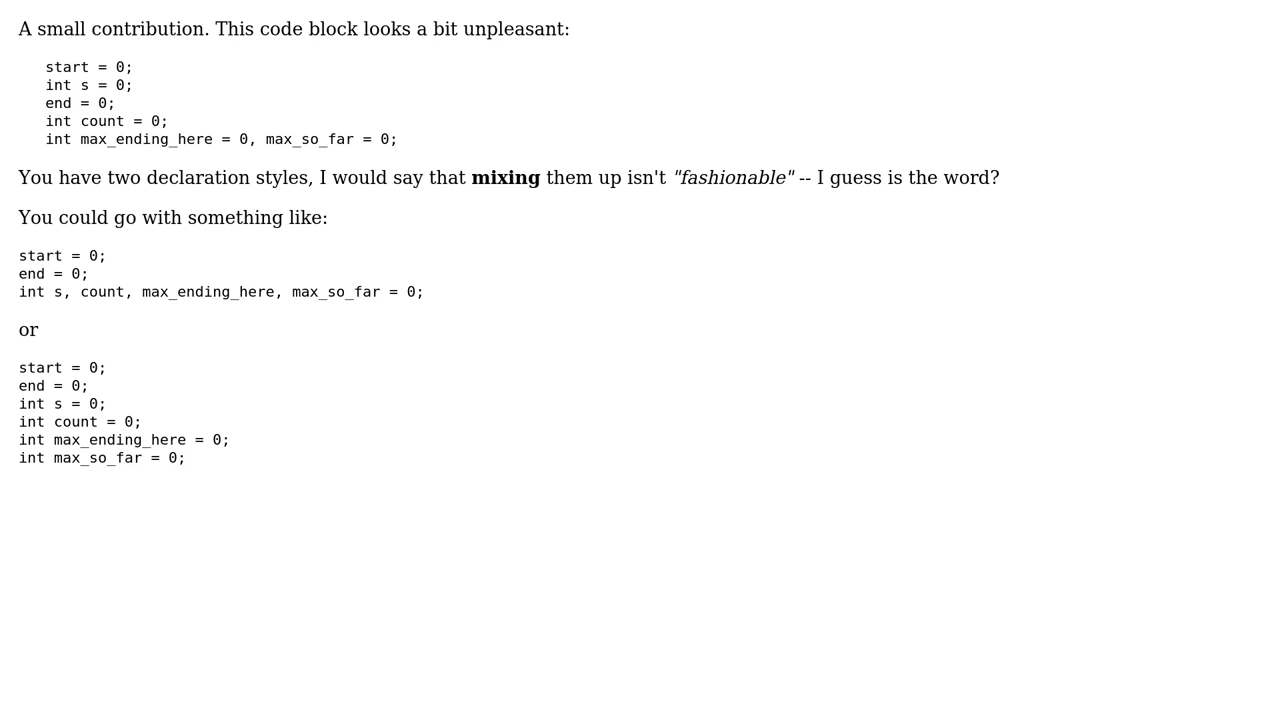 A small contribution. This code block looks a bit unpleasant:
start = 0;
int s = 0;
end = 0;
int count = 0;
int max_ending_here = 0, max_so_far = 0;
You have two declaration styles, I would say that mixing them up isn't "fashionable" -- I guess is the word?
You could go with something like:
start = 0;
end = 0;
int s, count, max_ending_here, max_so_far = 0;
or
start = 0;
end = 0;
int s = 0;
int count = 0;
int max_ending_here = 0;
int max_so_far = 0;